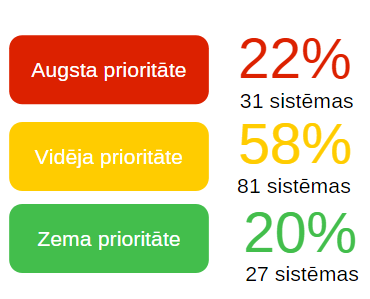 Augsta prioritāte
22%
31 sistēmas
Vidēja prioritāte
58%
81 sistēmas
Zema prioritāte
20%
27 sistēmas